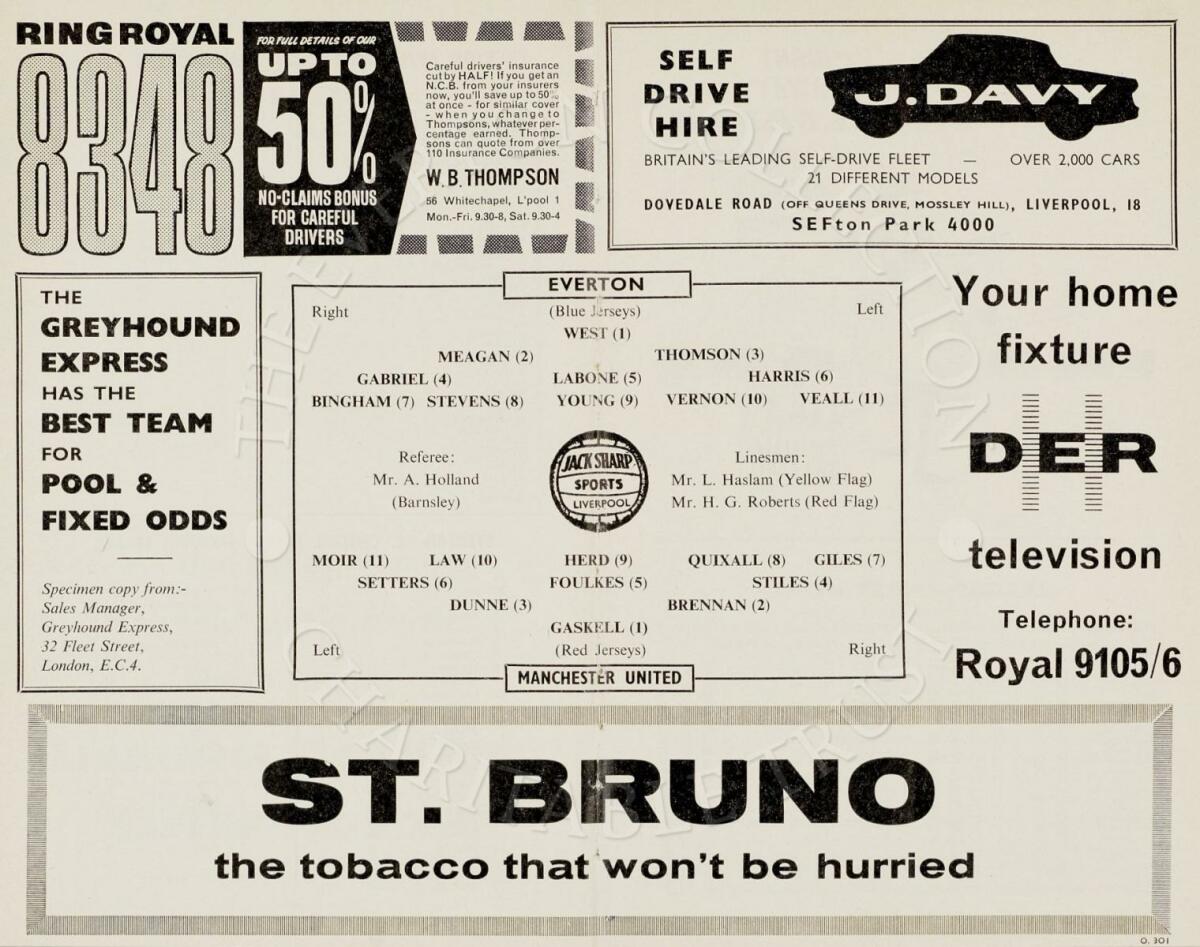 RING ROYAL
8348
FOR FULL DETAILS OF OUR
UP TO
50%
NO-CLAIMS BONUS
FOR CAREFUL
DRIVERS
Careful drivers' insurance
cut by HALF! If you get an
N.C.B. from your insurers
now, you'll save up to 50%
at once - for similar cover
- when you change to
Thompsons, whatever per-
centage earned. Thomp-
sons can quote from over
110 Insurance Companies.
W. B. THOMPSON
56 Whitechapel, L'pool 1
Mon.-Fri. 9.30-8, Sat. 9.30-4
SELF
DRIVE
HIRE
J. DAVY
BRITAIN'S LEADING SELF-DRIVE FLEET — OVER 2,000 CARS
21 DIFFERENT MODELS
DOVEDALE ROAD (OFF QUEENS DRIVE, MOSSLEY HILL), LIVERPOOL, 18
SEFton Park 4000
THE
GREYHOUND
EXPRESS
HAS THE
BEST TEAM
FOR
POOL &
FIXED ODDS
Specimen copy from:-
Sales Manager,
Greyhound Express,
32 Fleet Street,
London, E.C.4.
EVERTON
Right (Blue Jerseys) Left
WEST (1)
MEAGAN (2) THOMSON (3)
GABRIEL (4) LABONE (5) HARRIS (6)
BINGHAM (7) STEVENS (8) YOUNG (9) VERNON (10) VEALL (11)
Referee:
Mr. A. Holland
(Barnsley)
JACK SHARP
SPORTS
LIVERPOOL
Linesmen:
Mr. L. Haslam (Yellow Flag)
Mr. H. G. Roberts (Red Flag)
MOIR (11) LAW (10) HERD (9) QUIXALL (8) GILES (7)
SETTERS (6) FOULKES (5) STILES (4)
DUNNE (3) BRENNAN (2)
GASKELL (1)
Left (Red Jerseys) Right
MANCHESTER UNITED
Your home
fixture
DER
television
Telephone:
Royal 9105/6
ST. BRUNO
the tobacco that won't be hurried
O. 301
THE EVERTON COLLECTION
CHARITABLE TRUST